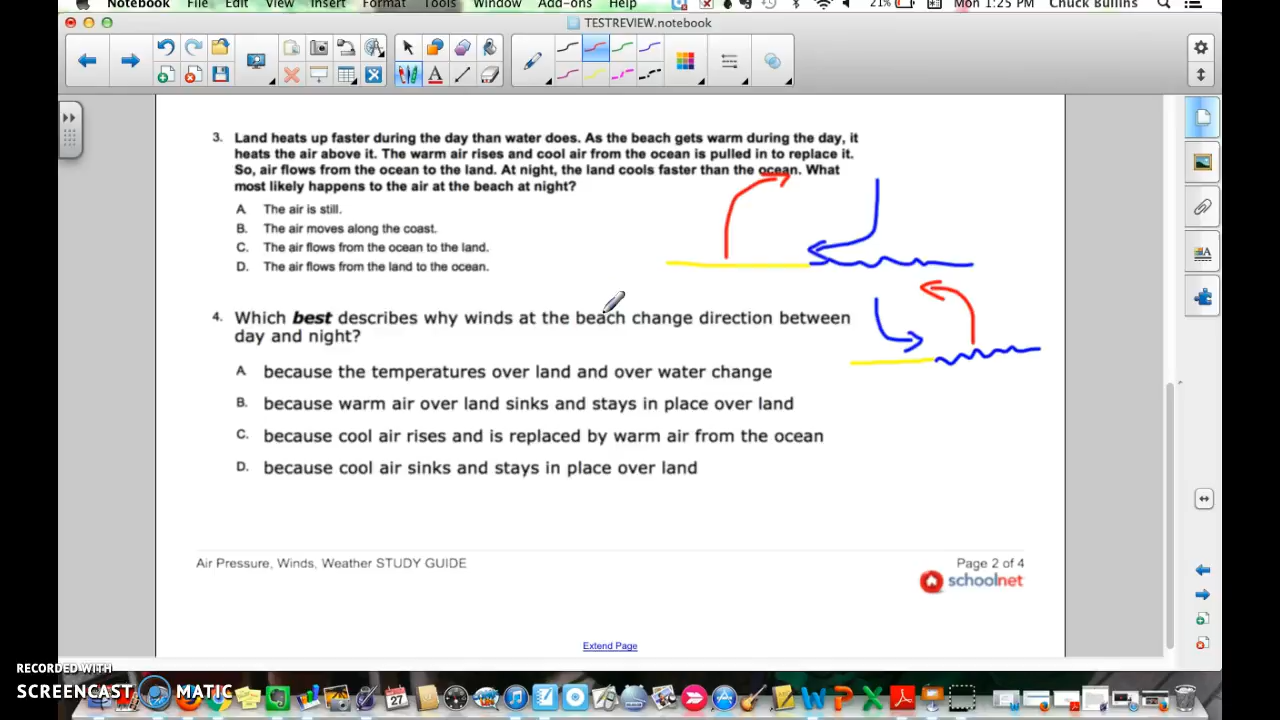 Notebook File Edit View Insert Format Tools Window Add-ons Help 21% Mon 1:25 PM Chuck Bullins
TESTREVIEW.notebook
3. Land heats up faster during the day than water does. As the beach gets warm during the day, it
heats the air above it. The warm air rises and cool air from the ocean is pulled in to replace it.
So, air flows from the ocean to the land. At night, the land cools faster than the ocean. What
most likely happens to the air at the beach at night?
A. The air is still.
B. The air moves along the coast.
C. The air flows from the ocean to the land.
D. The air flows from the land to the ocean.
4. Which best describes why winds at the beach change direction between
day and night?
A. because the temperatures over land and over water change
B. because warm air over land sinks and stays in place over land
C. because cool air rises and is replaced by warm air from the ocean
D. because cool air sinks and stays in place over land
Air Pressure, Winds, Weather STUDY GUIDE Page 2 of 4
schoolnet
Extend Page
RECORDED WITH
SCREENCAST MATIC
27